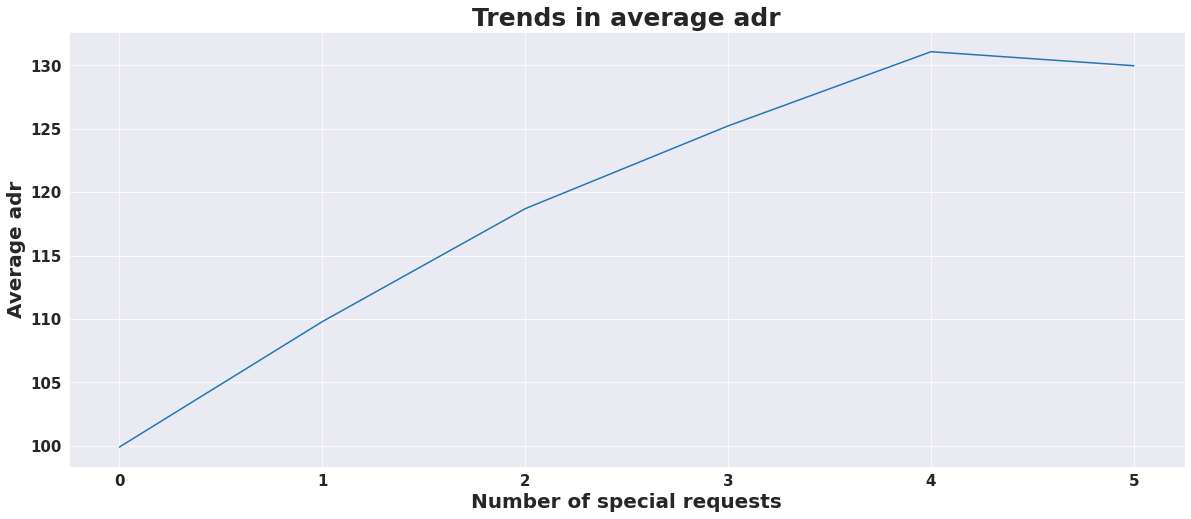 Trends in average adr
Average adr
130
125
120
115
110
105
100
0 1 2 3 4 5
Number of special requests